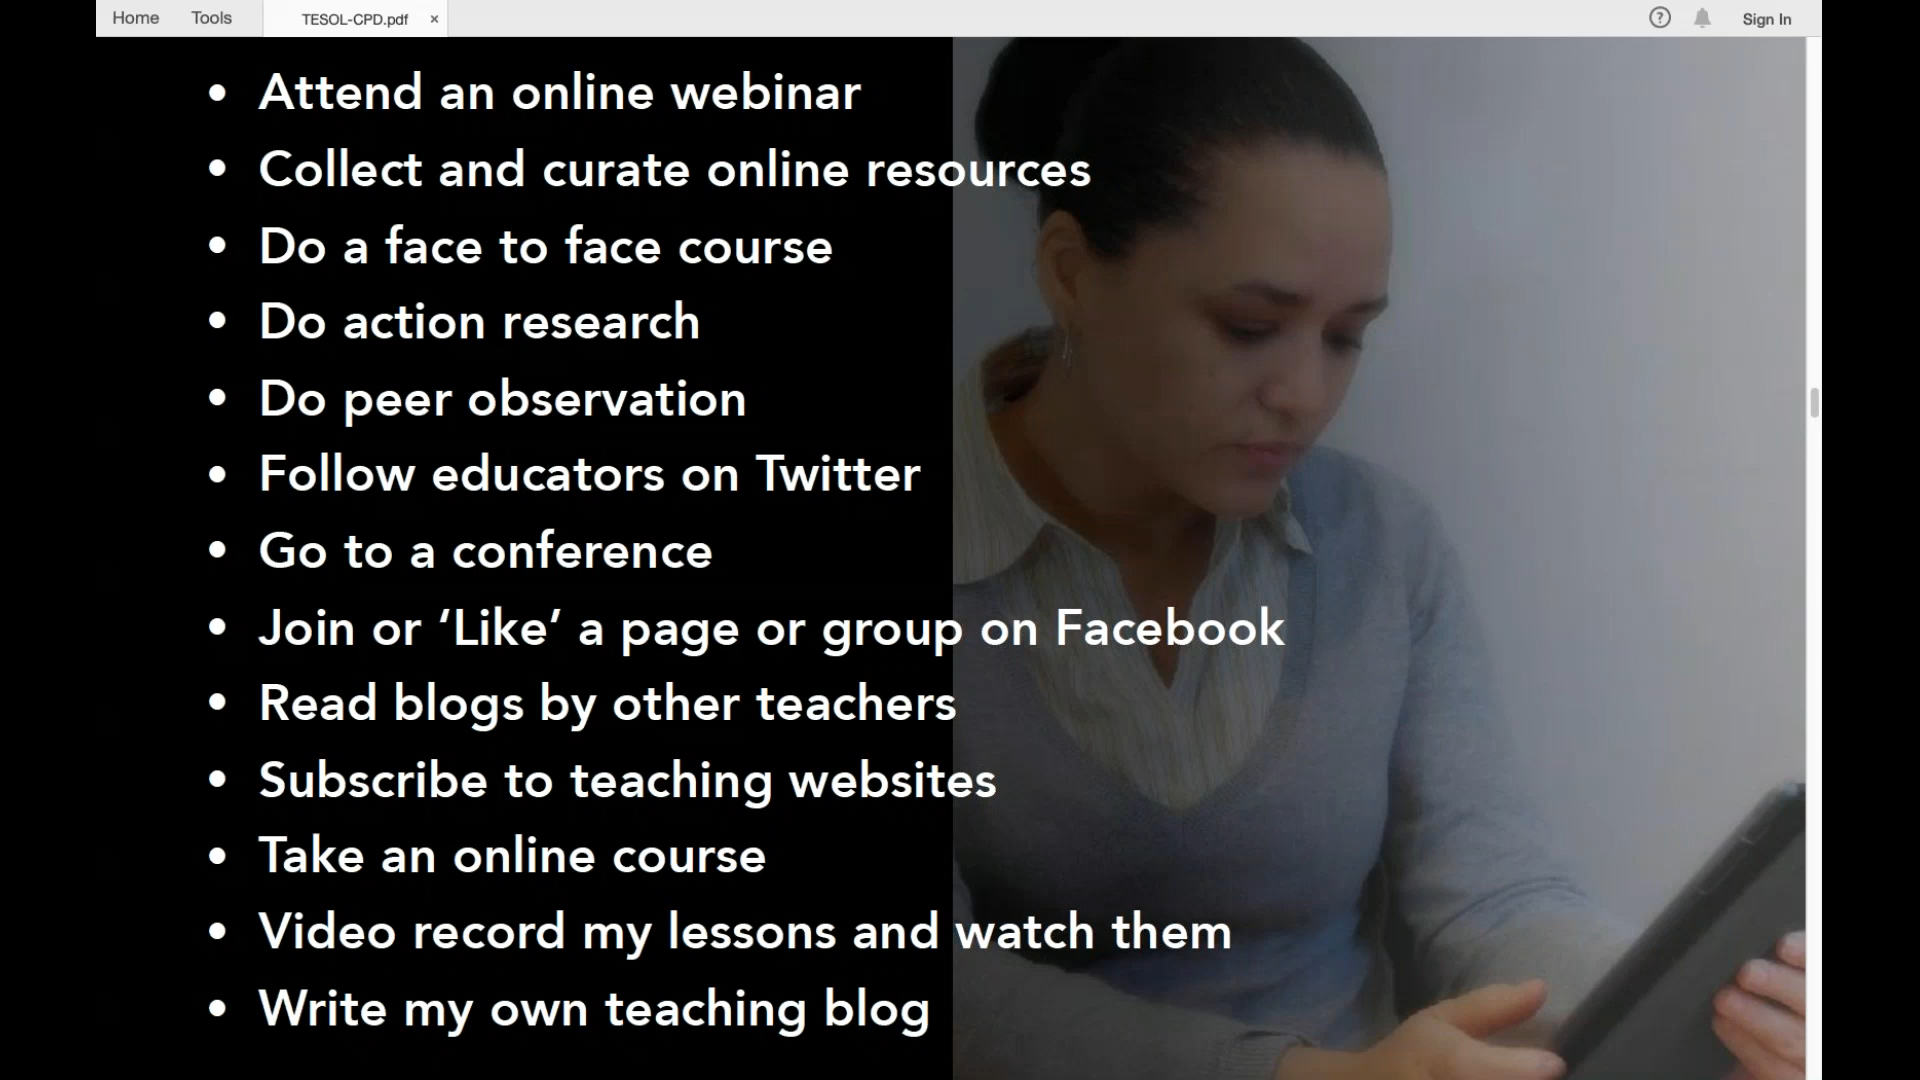 Home Tools TESOL-CPD.pdf × ? Sign In
• Attend an online webinar
• Collect and curate online resources
• Do a face to face course
• Do action research
• Do peer observation
• Follow educators on Twitter
• Go to a conference
• Join or ‘Like’ a page or group on Facebook
• Read blogs by other teachers
• Subscribe to teaching websites
• Take an online course
• Video record my lessons and watch them
• Write my own teaching blog